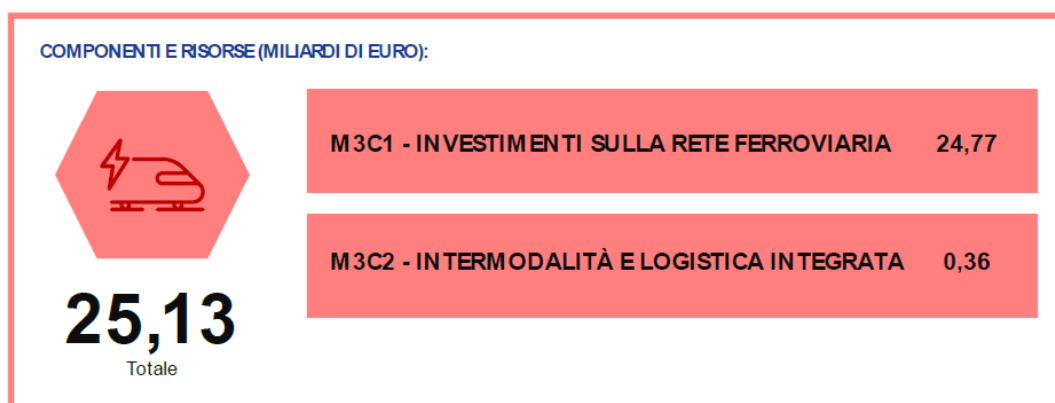 COMPONENTI E RISORSE (MILIARDI DI EURO):
M3C1 - INVESTIMENTI SULLA RETE FERROVIARIA 24,77
M3C2 - INTERMODALITÀ E LOGISTICA INTEGRATA 0,36
25,13
Totale